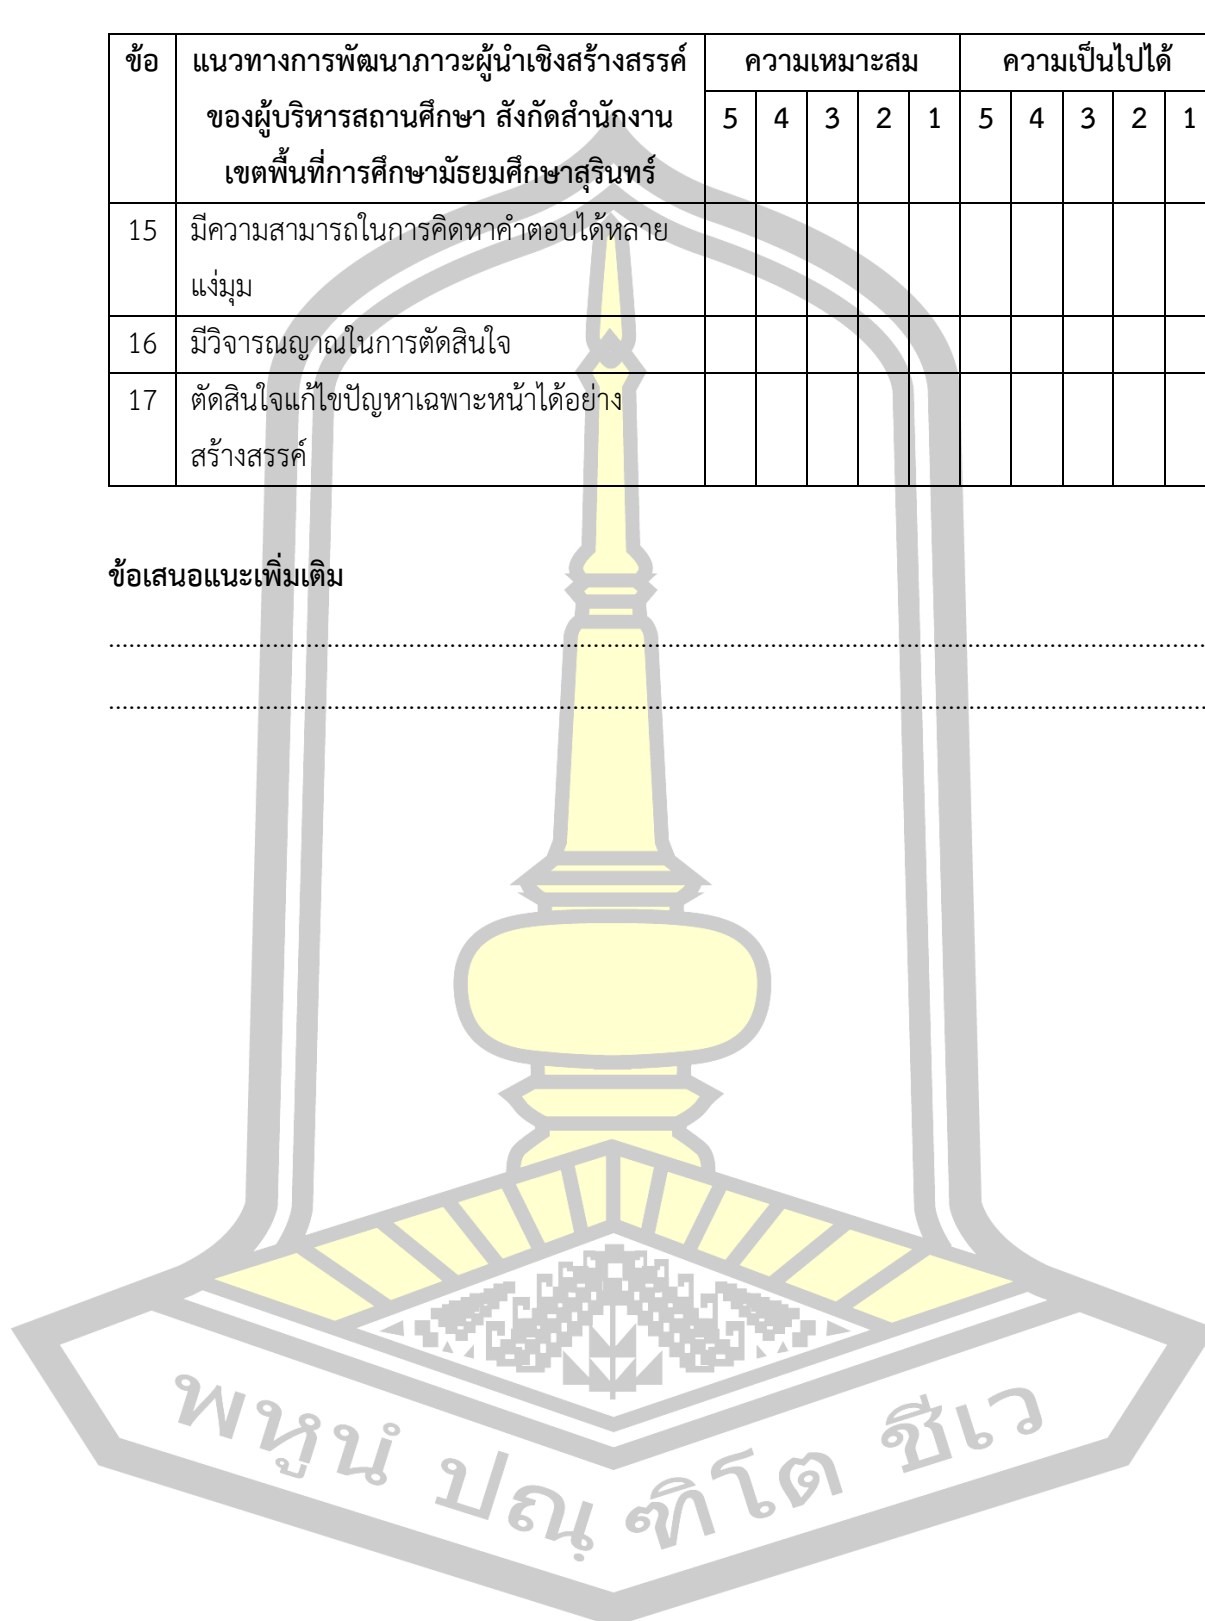 ข้อ แนวทางการพัฒนาภาวะผู้นำเชิงสร้างสรรค์ ความเหมาะสม ความเป็นไปได้
ของผู้บริหารสถานศึกษา สังกัดสำนักงาน 5 4 3 2 1 5 4 3 2 1
เขตพื้นที่การศึกษามัธยมศึกษาสุรินทร์
15 มีความสามารถในการคิดหาคำตอบได้หลาย
แง่มุม
16 มีวิจารณญาณในการตัดสินใจ
17 ตัดสินใจแก้ไขปัญหาเฉพาะหน้าได้อย่าง
สร้างสรรค์
ข้อเสนอแนะเพิ่มเติม
พหูนํ ปณฺฑิโต ชีเว